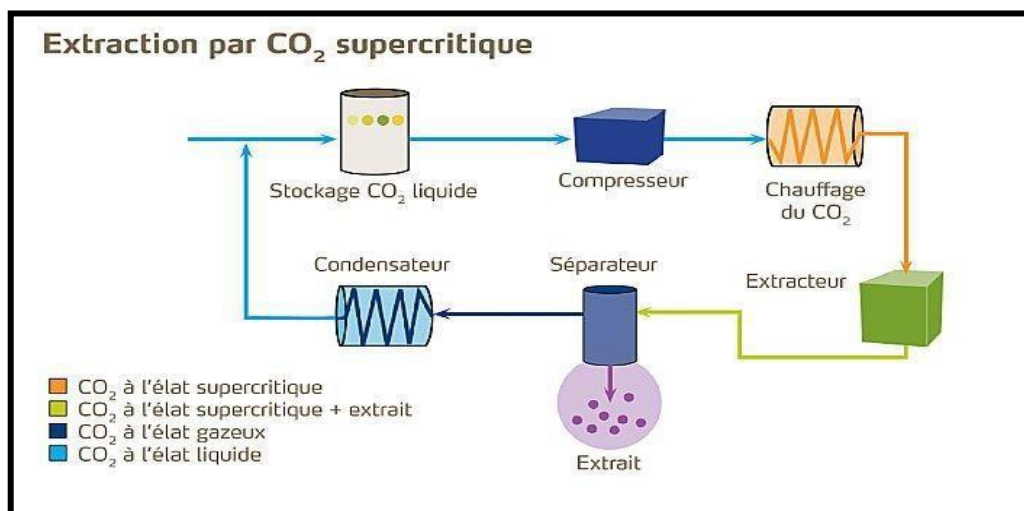 Extraction par CO₂ supercritique
Stockage CO₂ liquide
Compresseur
Chauffage
du CO₂
Condensateur
Séparateur
Extracteur
CO₂ à l'élat supercritique
CO₂ à l'élat supercritique + extrait
CO₂ à l'élat gazeux
CO₂ à l'élat liquide
Extrait